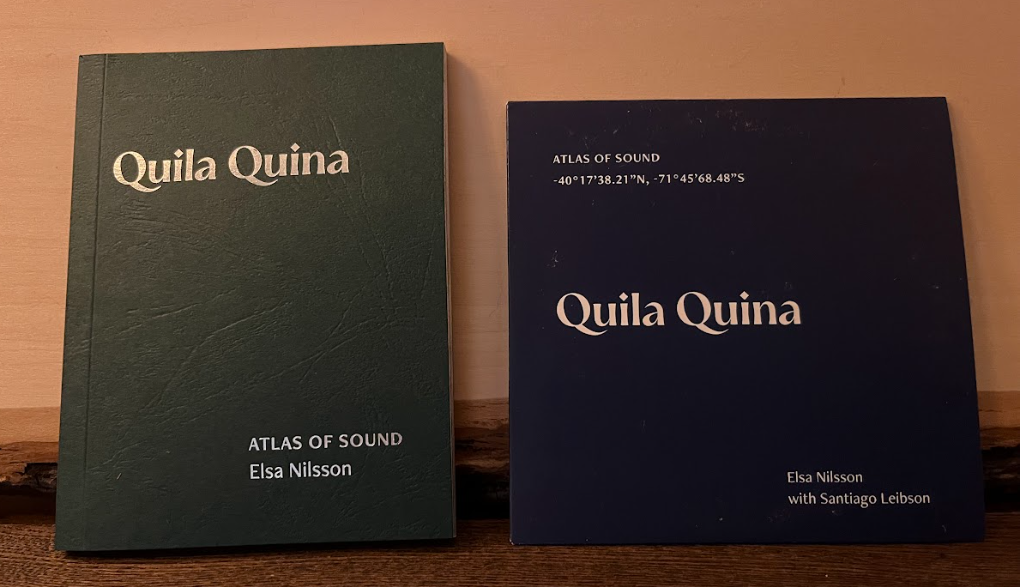 Quila Quina
ATLAS OF SOUND
Elsa Nilsson
ATLAS OF SOUND
-40°17'38.21”N, -71°45’68.48”S
Quila Quina
Elsa Nilsson
with Santiago Leibson